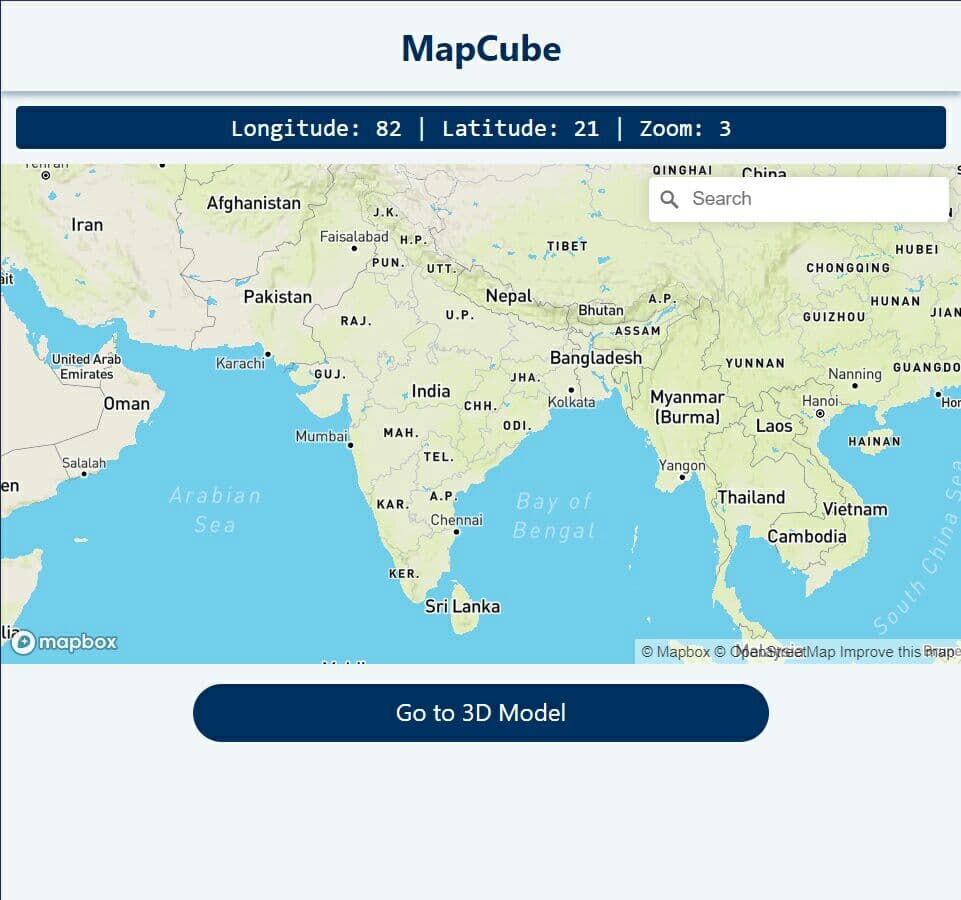 MapCube
Longitude: 82 | Latitude: 21 | Zoom: 3
Tehran
QINGHAI
China
Search
Afghanistan
J.K.
Iran
Faisalabad
H.P.
TIBET
HUBEI
PUN.
UTT.
CHONGQING
Pakistan
Nepal
A.P.
HUNAN
Bhutan
RAJ.
U.P.
GUIZHOU
JIAN
ASSAM
United Arab
Emirates
Karachi
Bangladesh
YUNNAN
GUJ.
JHA.
Nanning
GUANGDO
India
Oman
CHH.
Kolkata
Myanmar
(Burma)
Hanoi
Hon
Mumbai
MAH.
ODI.
Laos
HAINAN
Salalah
TEL.
Yangon
en
Arabian
Sea
KAR.
A.P.
Bay of
Bengal
Thailand
Vietnam
Chennai
Cambodia
South China Sea
KER.
Sri Lanka
lia
mapbox
Malaysia
© Mapbox © OpenStreetMap Improve this map
Go to 3D Model